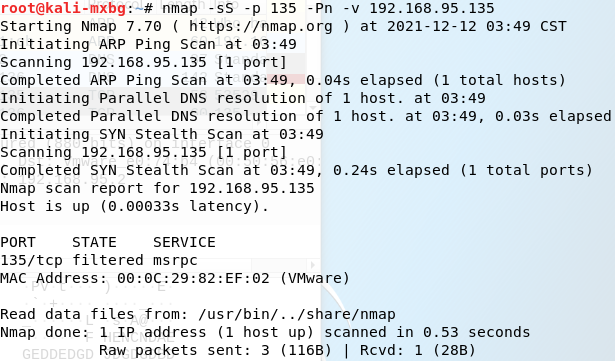 root@kali-mxbg:~# nmap -sS -p 135 -Pn -v 192.168.95.135
Starting Nmap 7.70 ( https://nmap.org ) at 2021-12-12 03:49 CST
Initiating ARP Ping Scan at 03:49
Scanning 192.168.95.135 [1 port]
Completed ARP Ping Scan at 03:49, 0.04s elapsed (1 total hosts)
Initiating Parallel DNS resolution of 1 host. at 03:49
Completed Parallel DNS resolution of 1 host. at 03:49, 0.03s elapsed
Initiating SYN Stealth Scan at 03:49
Scanning 192.168.95.135 [1 port]
Completed SYN Stealth Scan at 03:49, 0.24s elapsed (1 total ports)
Nmap scan report for 192.168.95.135
Host is up (0.00033s latency).
PORT    STATE    SERVICE
135/tcp filtered msrpc
MAC Address: 00:0C:29:82:EF:02 (VMware)
Read data files from: /usr/bin/../share/nmap
Nmap done: 1 IP address (1 host up) scanned in 0.53 seconds
Raw packets sent: 3 (116B) | Rcvd: 1 (28B)